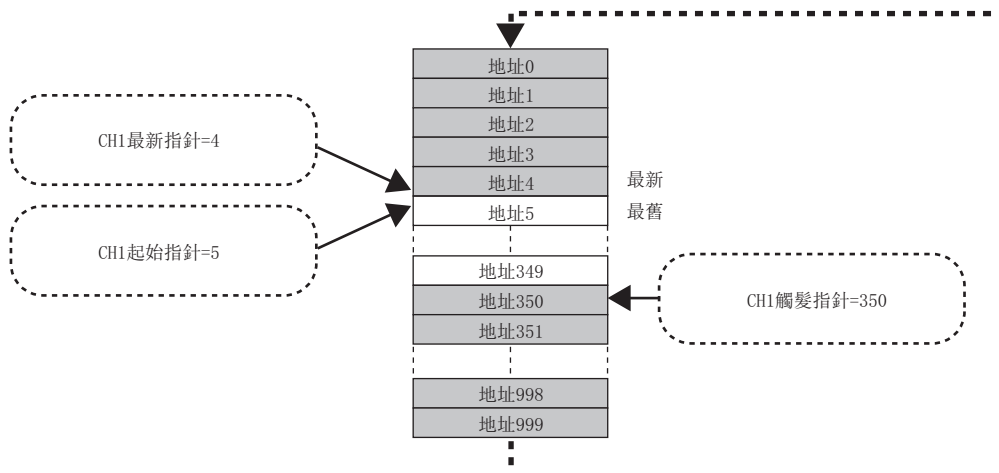 地址0
地址1
地址2
CH1最新指針=4
地址3
地址4
最新
地址5
最舊
CH1起始指針=5
地址349
地址350
CH1觸髮指針=350
地址351
地址998
地址999